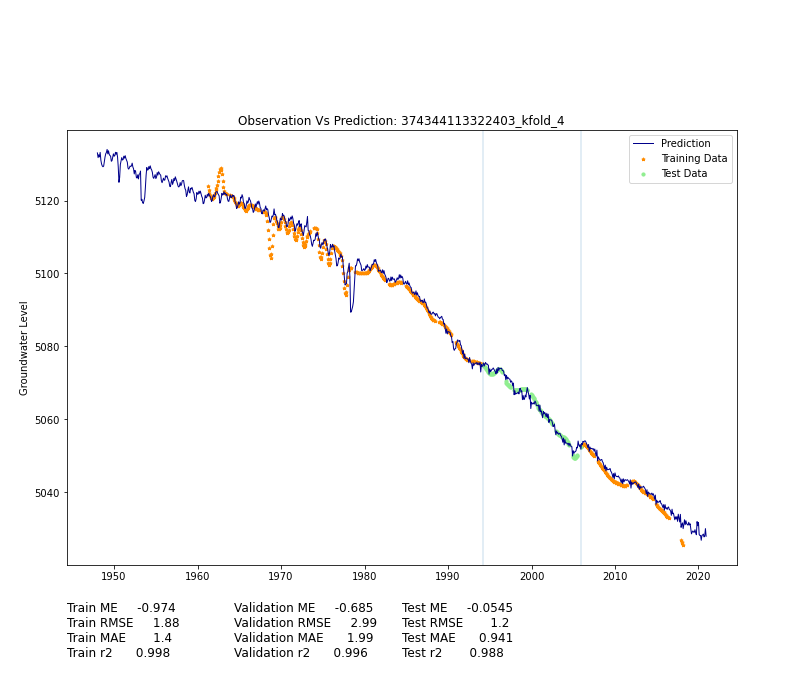 Observation Vs Prediction: 374344113322403_kfold_4
Prediction
Training Data
Test Data
5120
5100
5080
5060
5040
Groundwater Level
1950 1960 1970 1980 1990 2000 2010 2020
Train ME -0.974 Validation ME -0.685 Test ME -0.0545
Train RMSE 1.88 Validation RMSE 2.99 Test RMSE 1.2
Train MAE 1.4 Validation MAE 1.99 Test MAE 0.941
Train r2 0.998 Validation r2 0.996 Test r2 0.988